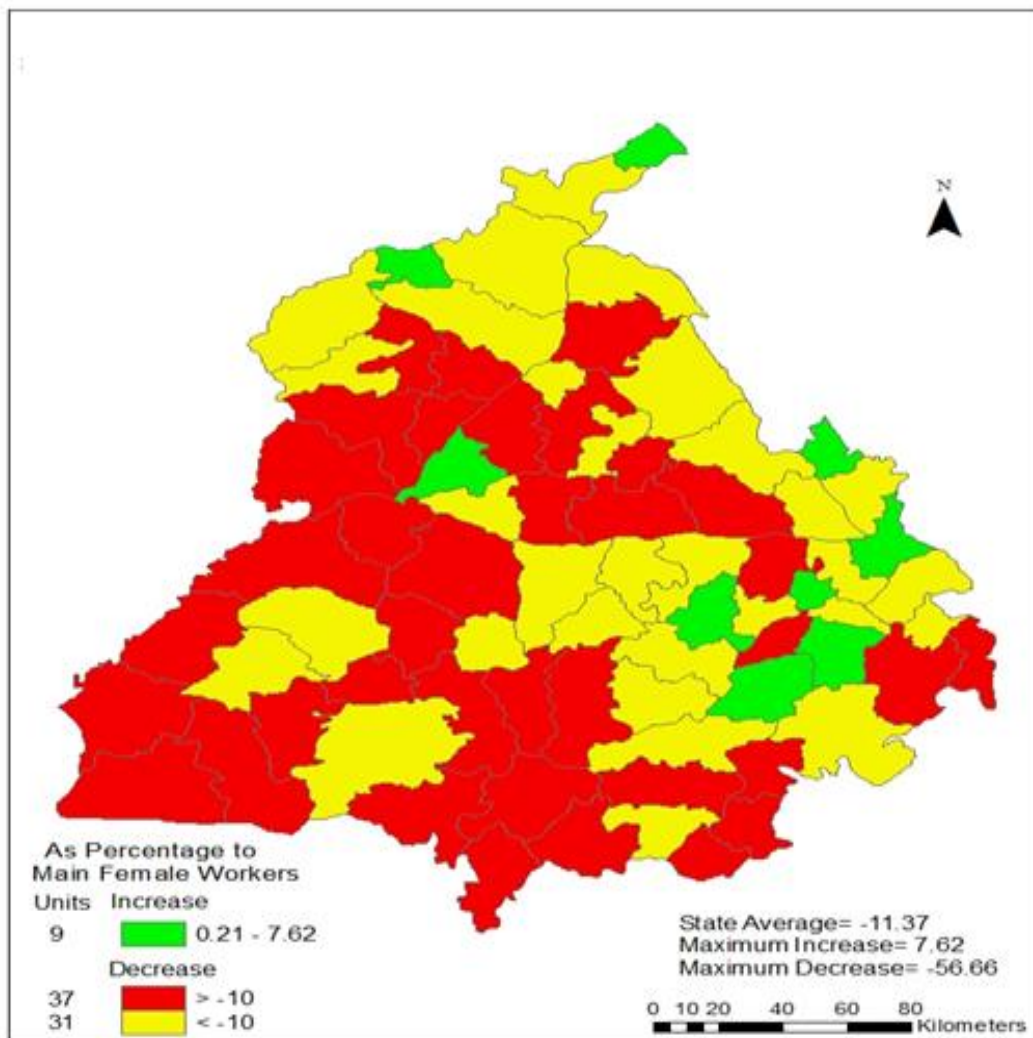 N
As Percentage to
Main Female Workers
Units Increase
9 0.21 - 7.62
Decrease
37 > -10
31 < -10
State Average= -11.37
Maximum Increase= 7.62
Maximum Decrease= -56.66
0 10 20 40 60 80
Kilometers